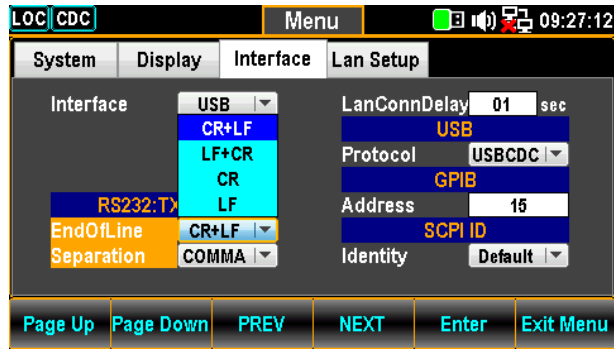 LOC CDC Menu 09:27:12
System Display Interface Lan Setup
Interface USB LanConnDelay 01 sec
CR+LF USB
LF+CR Protocol USBCDC
CR GPIB
RS232:TX LF Address 15
EndOfLine CR+LF SCPI ID
Separation COMMA Identity Default
Page Up Page Down PREV NEXT Enter Exit Menu